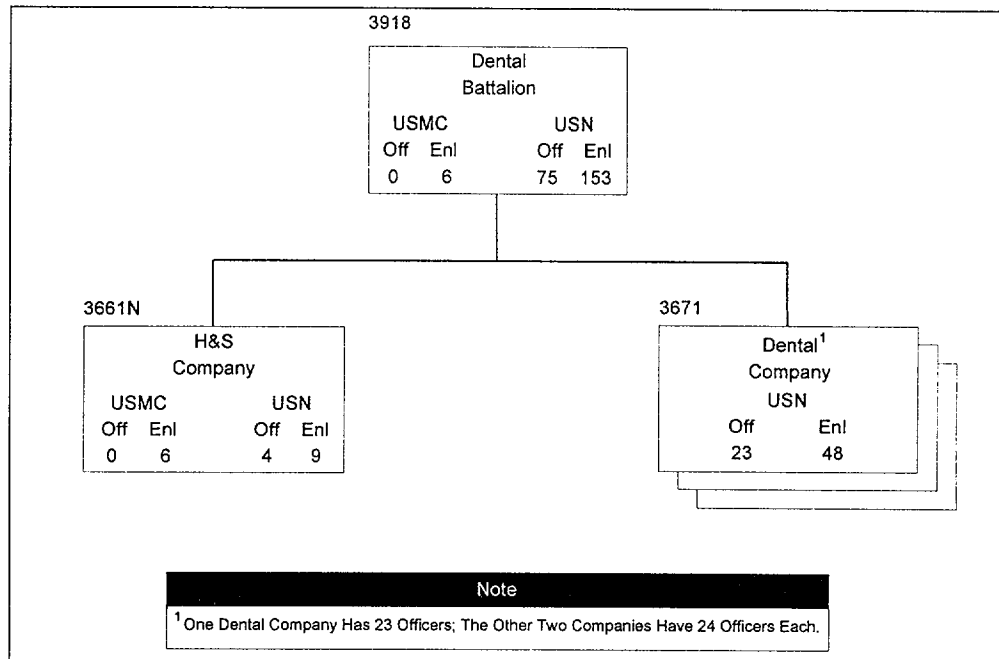 3918
Dental
Battalion
USMC USN
Off Enl Off Enl
0 6 75 153
3661N
H&S
Company
USMC USN
Off Enl Off Enl
0 6 4 9
3671
Dental¹
Company
USN
Off Enl
23 48
Note
¹One Dental Company Has 23 Officers; The Other Two Companies Have 24 Officers Each.